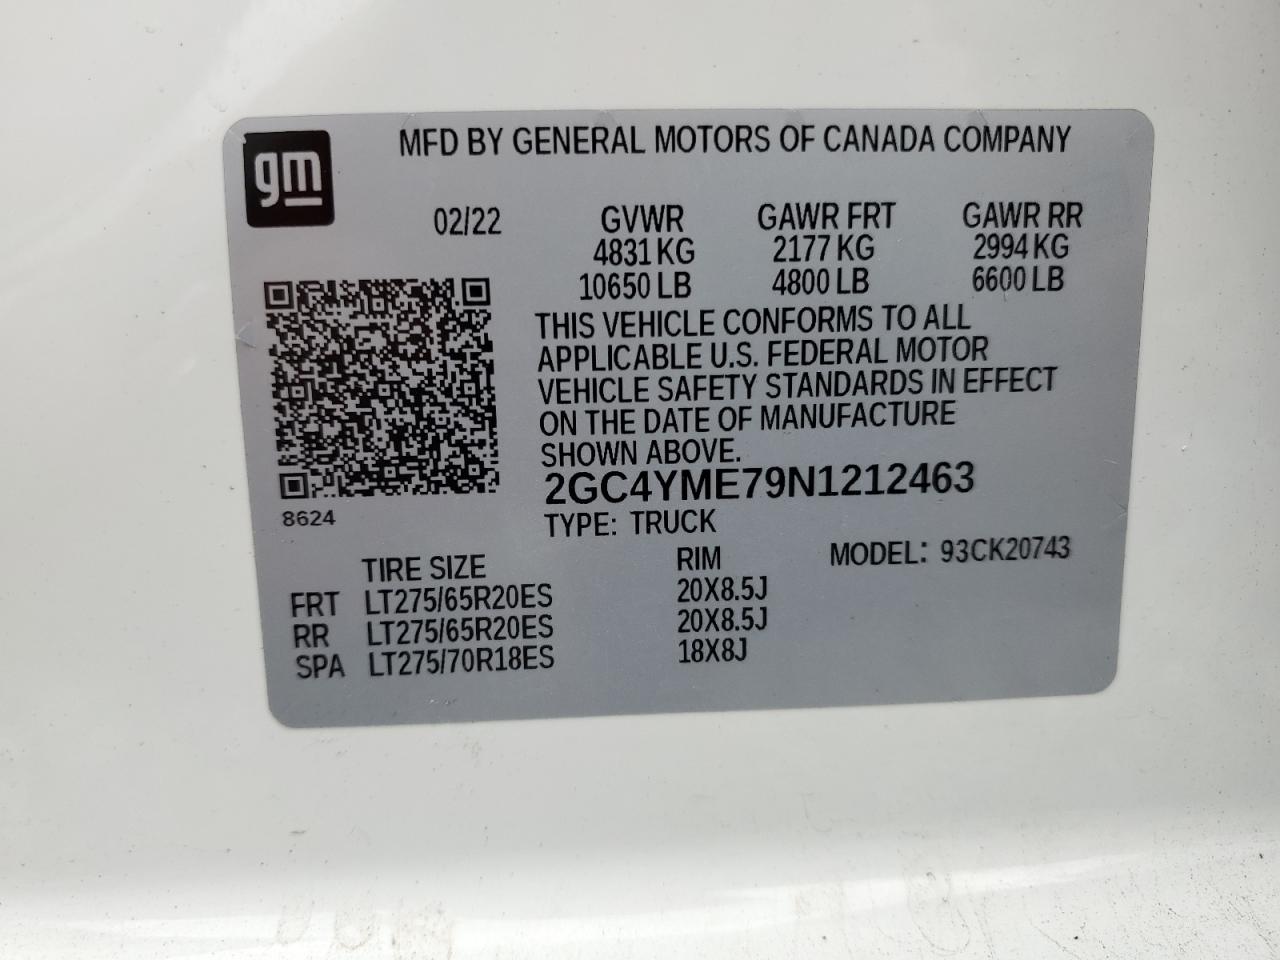 gm
MFD BY GENERAL MOTORS OF CANADA COMPANY
02/22 GVWR GAWR FRT GAWR RR
4831 KG 2177 KG 2994 KG
10650 LB 4800 LB 6600 LB
THIS VEHICLE CONFORMS TO ALL
APPLICABLE U.S. FEDERAL MOTOR
VEHICLE SAFETY STANDARDS IN EFFECT
ON THE DATE OF MANUFACTURE
SHOWN ABOVE.
2GC4YME79N1212463
8624
TYPE: TRUCK
TIRE SIZE RIM MODEL: 93CK20743
FRT LT275/65R20ES 20X8.5J
RR LT275/65R20ES 20X8.5J
SPA LT275/70R18ES 18X8J